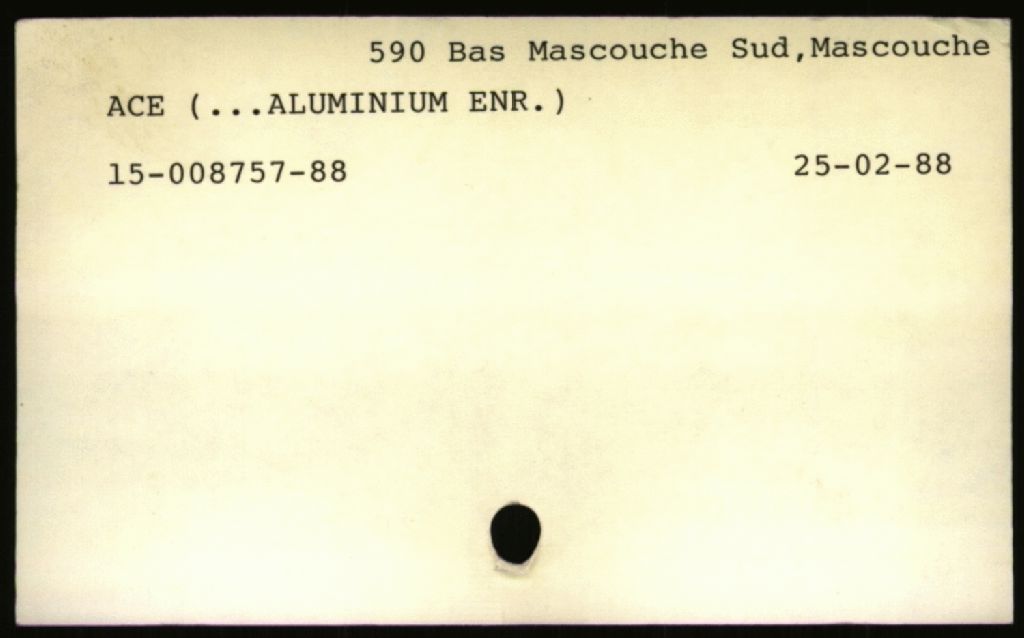 590 Bas Mascouche Sud,Mascouche
ACE (...ALUMINIUM ENR.)
15-008757-88 25-02-88